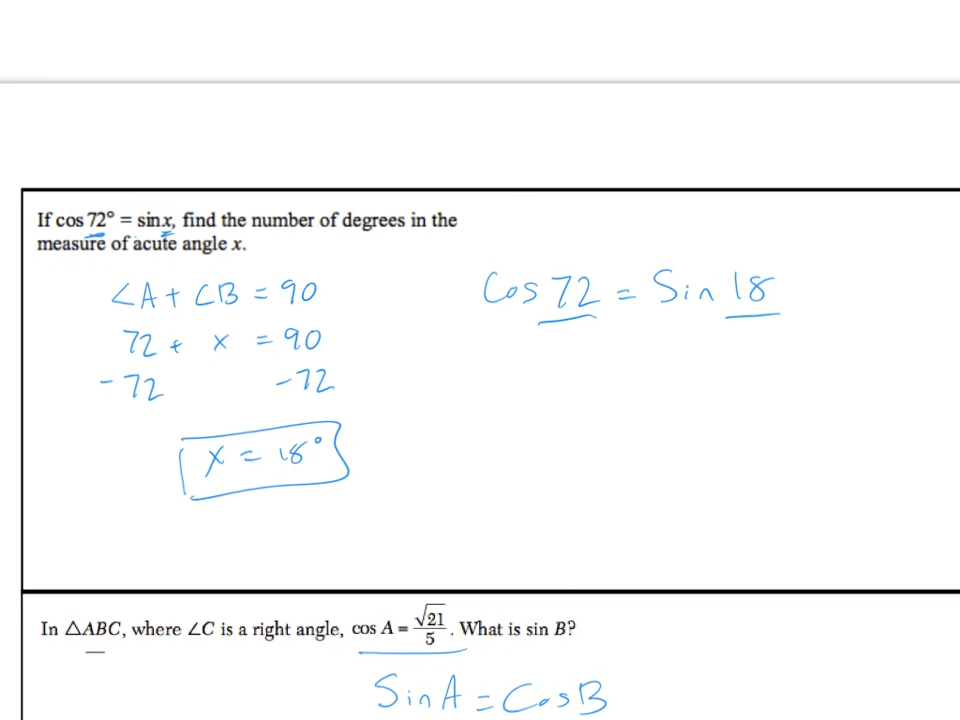 If cos 72° = sin x, find the number of degrees in the
measure of acute angle x.
∠A + ∠B = 90
72 + x = 90
-72 -72
x = 18°
Cos 72 = Sin 18
In △ABC, where ∠C is a right angle, cos A = √21/5. What is sin B?
Sin A = Cos B